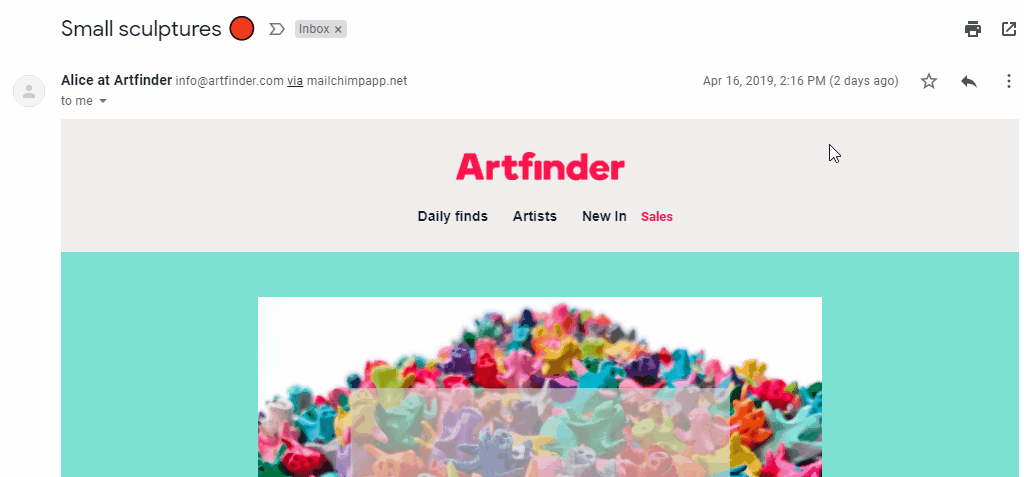 Small sculptures
Inbox ×
Alice at Artfinder info@artfinder.com via mailchimpapp.net
Apr 16, 2019, 2:16 PM (2 days ago)
to me
Artfinder
Daily finds Artists New In Sales